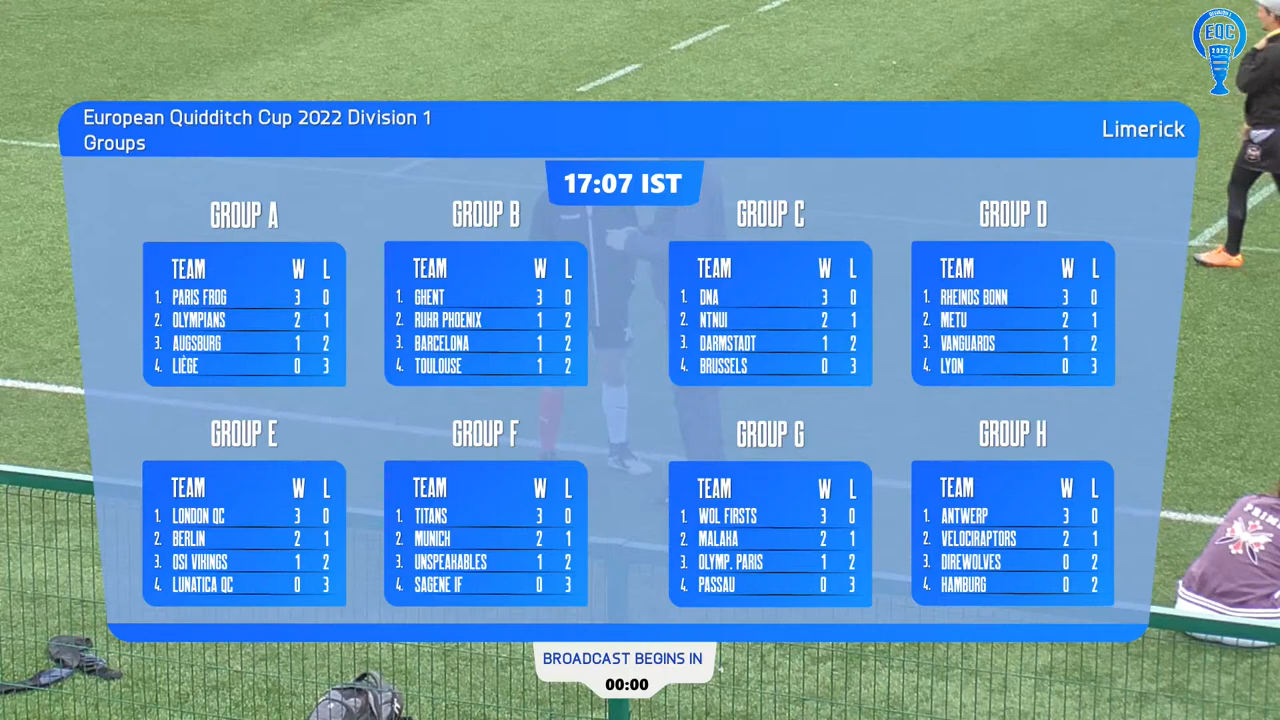 DIVISION 1
EQC
2022
European Quidditch Cup 2022 Division 1
Groups
Limerick
17:07 IST
GROUP A
TEAM W L
1. PARIS FROG 3 0
2. OLYMPIANS 2 1
3. AUGSBURG 1 2
4. LIÈGE 0 3
GROUP B
TEAM W L
1. GHENT 3 0
2. RUHR PHOENIX 1 2
3. BARCELONA 1 2
4. TOULOUSE 1 2
GROUP C
TEAM W L
1. DNA 3 0
2. NTNUI 2 1
3. DARMSTADT 1 2
4. BRUSSELS 0 3
GROUP D
TEAM W L
1. RHEINOS BONN 3 0
2. METU 2 1
3. VANGUARDS 1 2
4. LYON 0 3
GROUP E
TEAM W L
1. LONDON QC 3 0
2. BERLIN 2 1
3. OSI VIKINGS 1 2
4. LUNATICA QC 0 3
GROUP F
TEAM W L
1. TITANS 3 0
2. MUNICH 2 1
3. UNSPEAKABLES 1 2
4. SAGENE IF 0 3
GROUP G
TEAM W L
1. WOL FIRSTS 3 0
2. MALAKA 2 1
3. OLYMP. PARIS 1 2
4. PASSAU 0 3
GROUP H
TEAM W L
1. ANTWERP 3 0
2. VELOCIRAPTORS 2 1
3. DIREWOLVES 0 2
4. HAMBURG 0 2
BROADCAST BEGINS IN
00:00